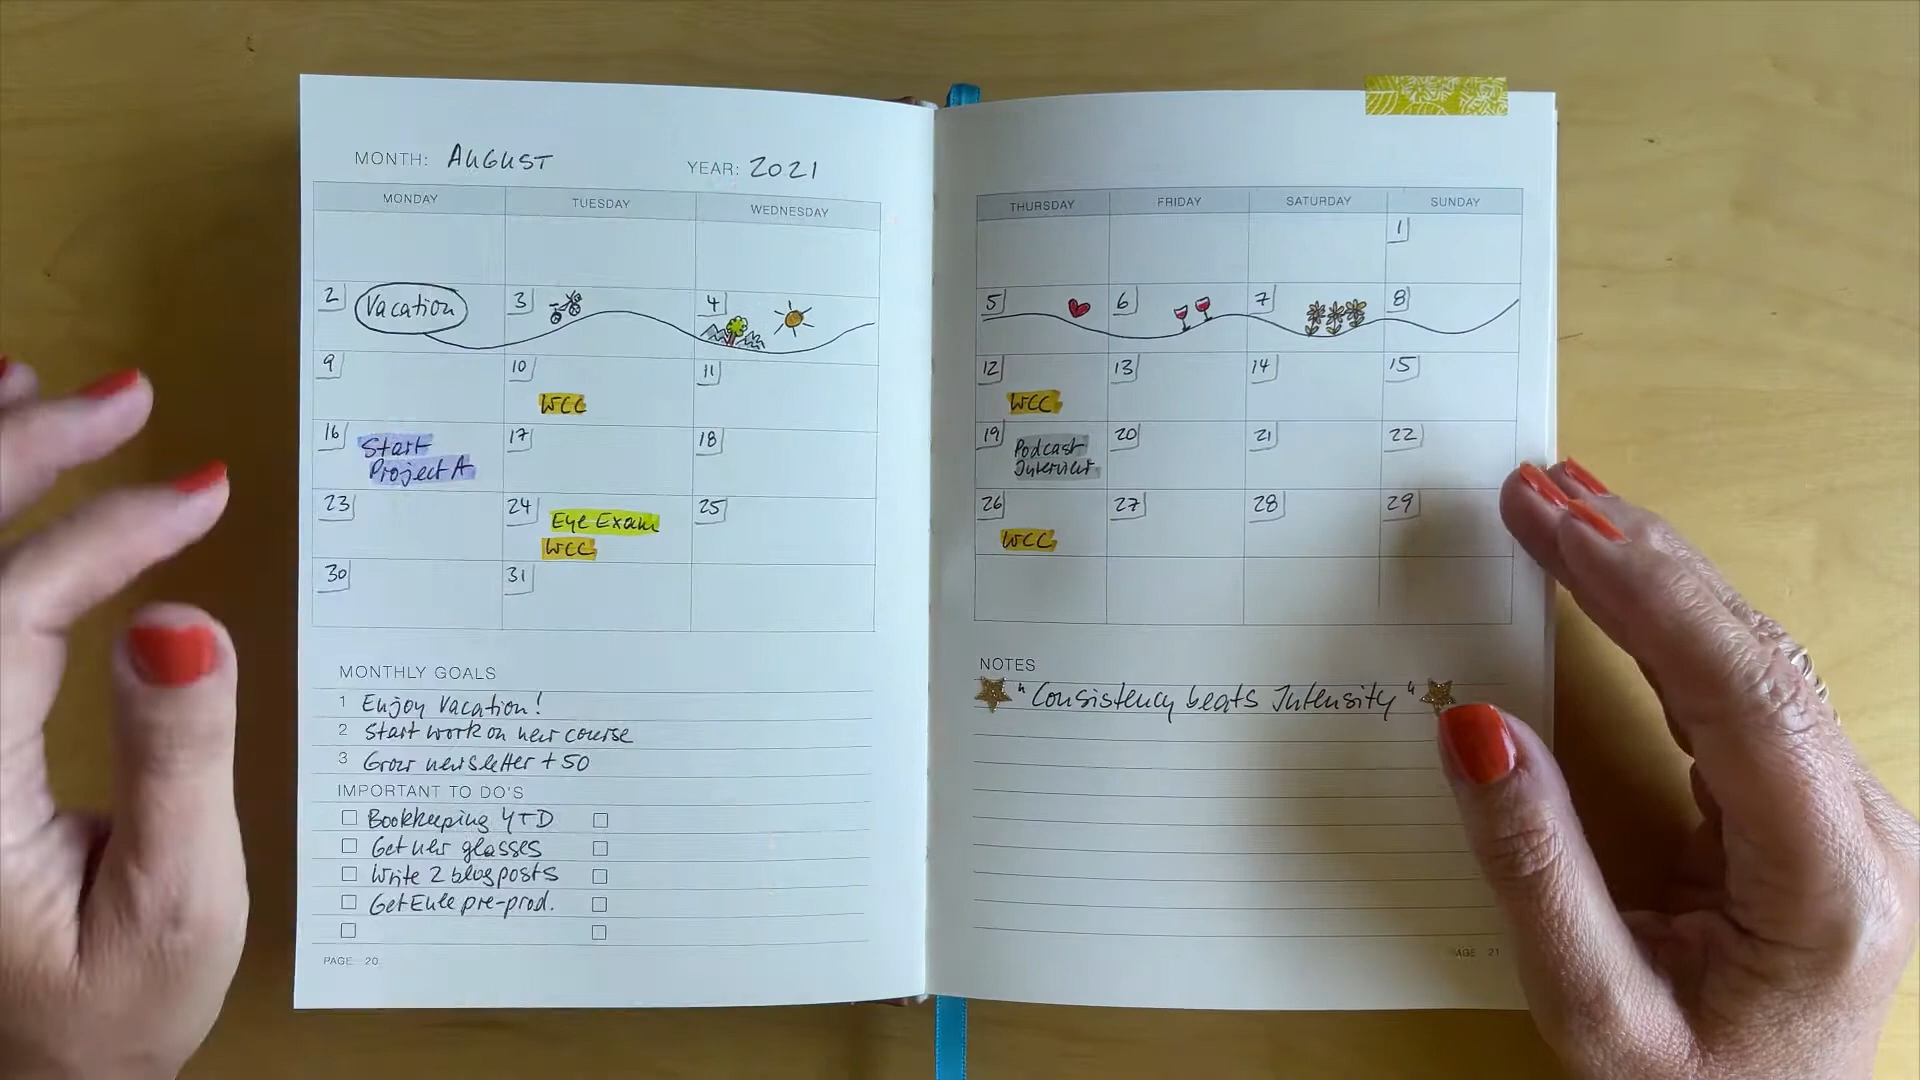 MONTH: AUGUST YEAR: 2021
MONDAY TUESDAY WEDNESDAY THURSDAY FRIDAY SATURDAY SUNDAY
1
2 Vacation 3 4 5 6 7 8
9 10 11 12 13 14 15
WCC WCC
16 Start 17 18 19 Podcast 20 21 22
Project A Interview
23 24 Eye Exam 25 26 27 28 29
WCC WCC
30 31
MONTHLY GOALS
1 Enjoy Vacation!
2 Start work on new course
3 Grow newsletter + 50
IMPORTANT TO DO'S
Bookkeeping YTD
Get new glasses
Write 2 blogposts
Get Eule pre-prod.
PAGE 20
NOTES
"Consistency beats Intensity"
AGE 21